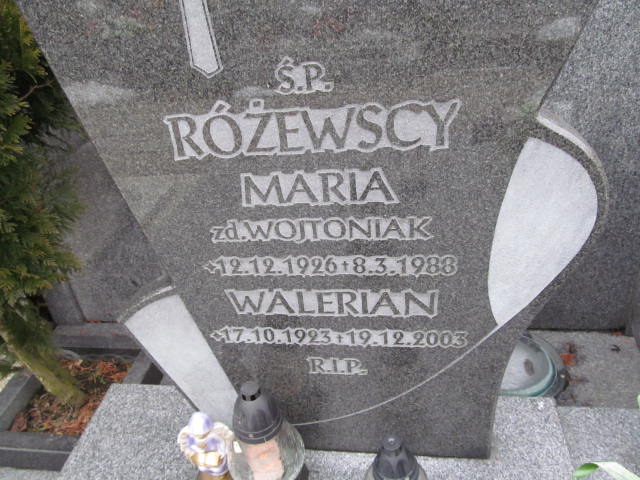 Ś.P.
RÓŻEWSCY
MARIA
zd. WOJTONIAK
*12.12.1926 +8.3.1988
WALERIAN
*17.10.1923 +19.12.2003
R.I.P.